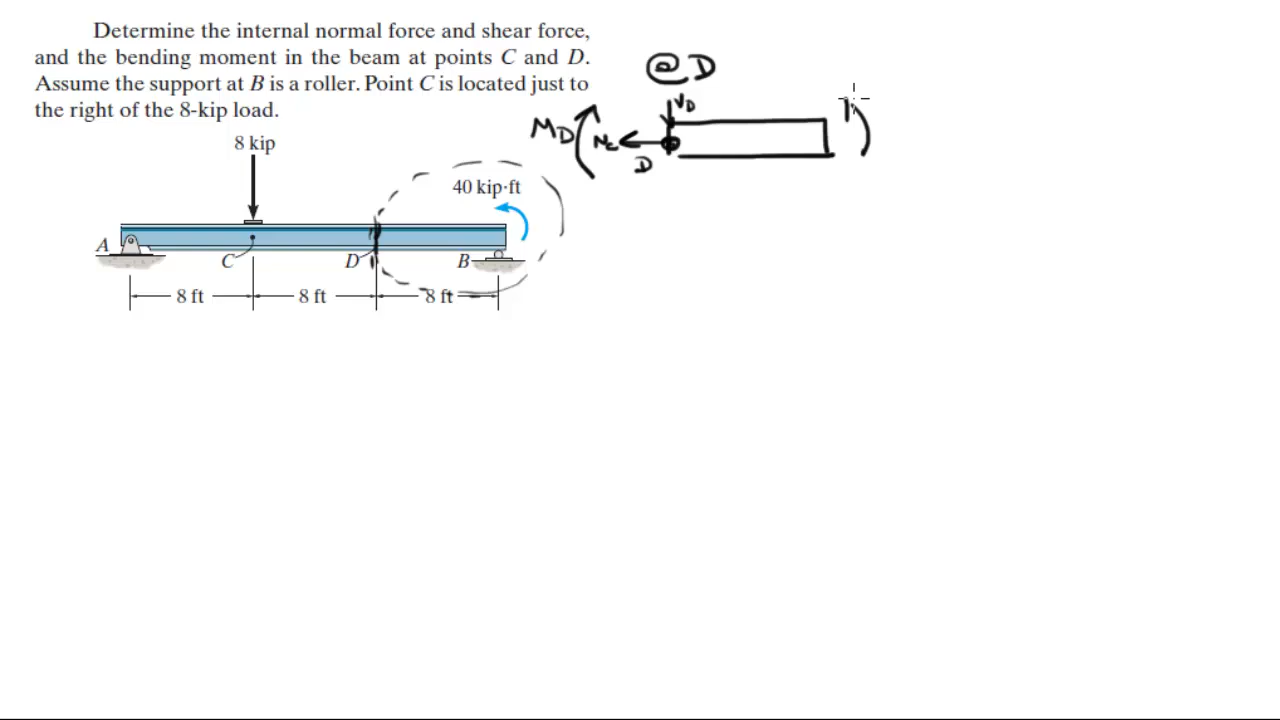 Determine the internal normal force and shear force,
and the bending moment in the beam at points C and D.
Assume the support at B is a roller. Point C is located just to
the right of the 8-kip load.
@D
VD
MD
Nc
D
8 kip
40 kip·ft
A
C
D
B
8 ft
8 ft
8 ft